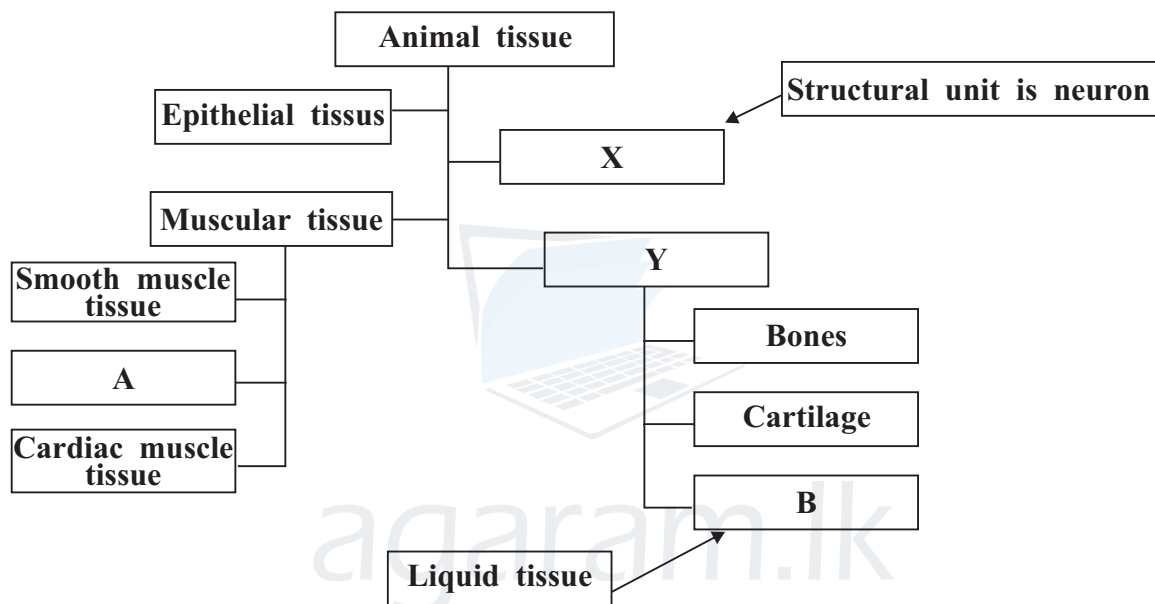 Animal tissue
Structural unit is neuron
Epithelial tissus
X
Muscular tissue
Y
Smooth muscle
tissue
Bones
A
Cartilage
Cardiac muscle
tissue
B
agaram.lk
Liquid tissue